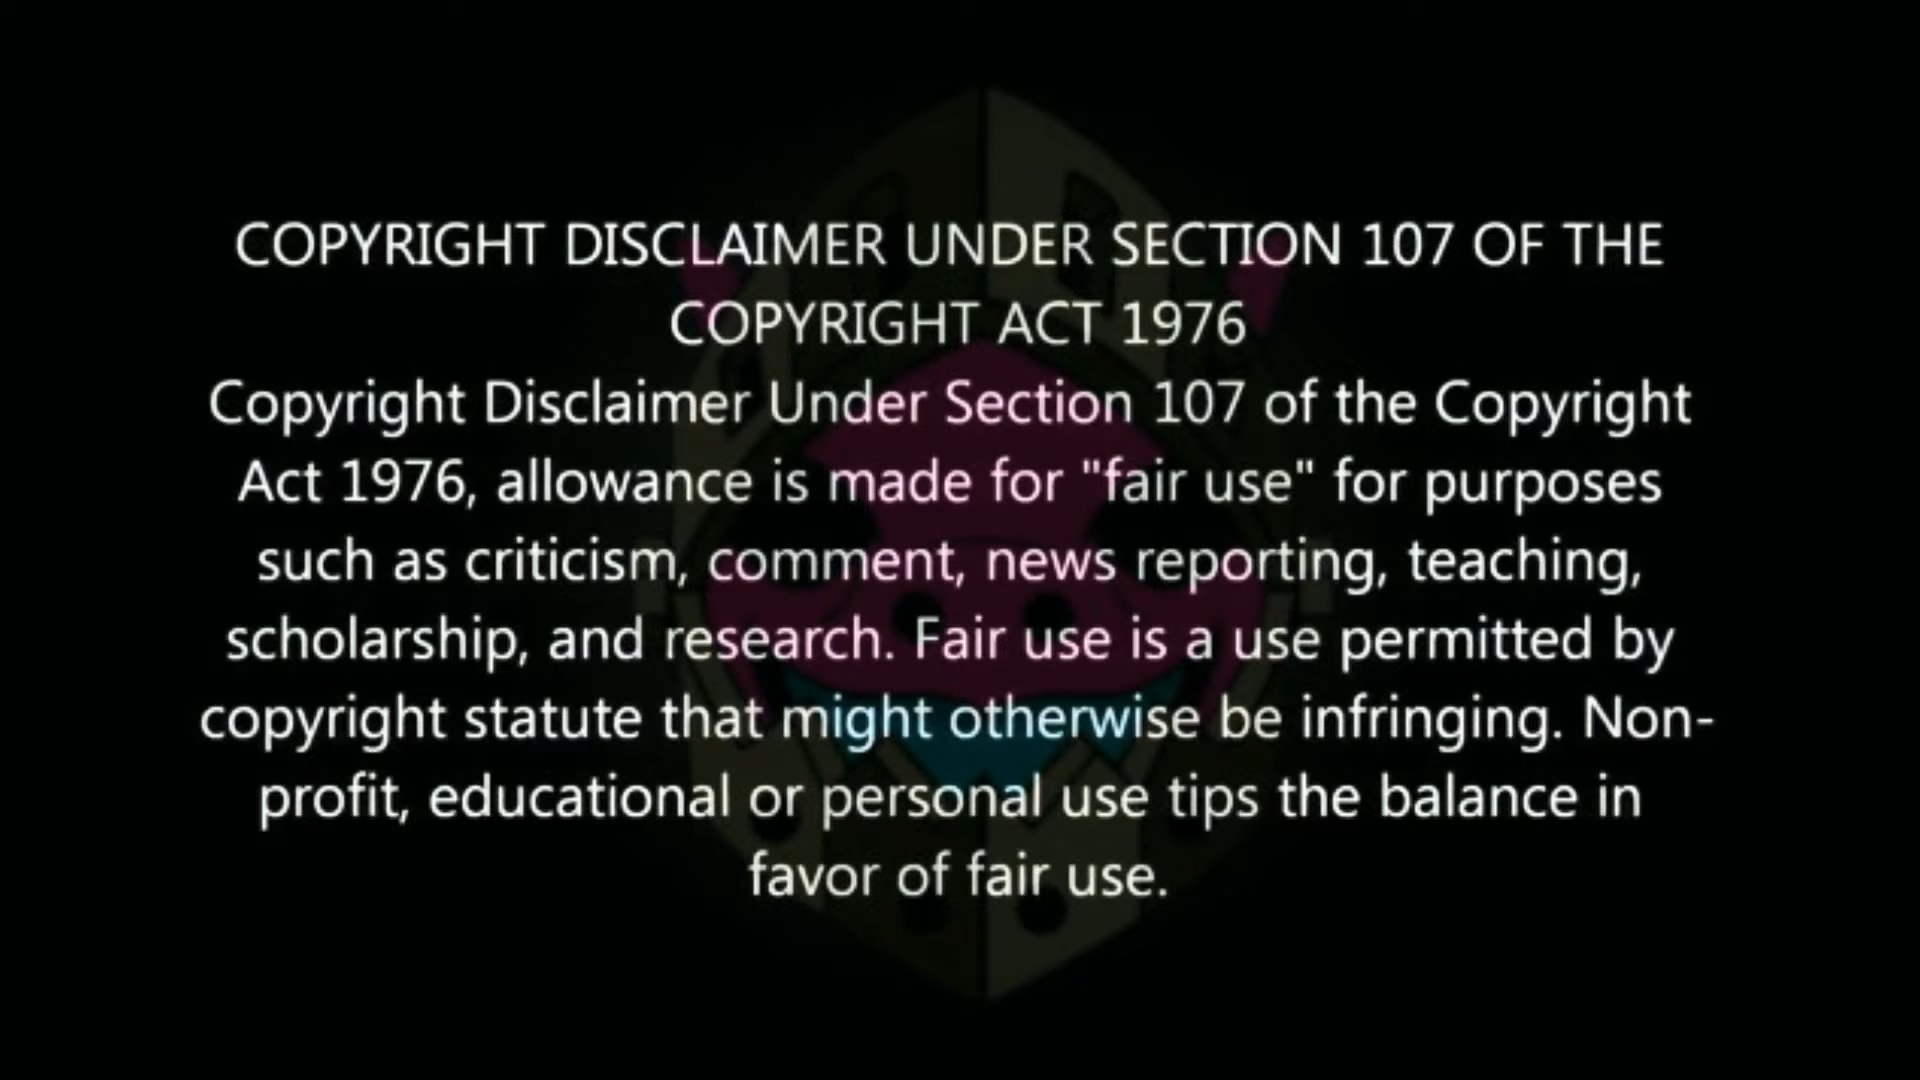 COPYRIGHT DISCLAIMER UNDER SECTION 107 OF THE
COPYRIGHT ACT 1976
Copyright Disclaimer Under Section 107 of the Copyright
Act 1976, allowance is made for "fair use" for purposes
such as criticism, comment, news reporting, teaching,
scholarship, and research. Fair use is a use permitted by
copyright statute that might otherwise be infringing. Non-
profit, educational or personal use tips the balance in
favor of fair use.